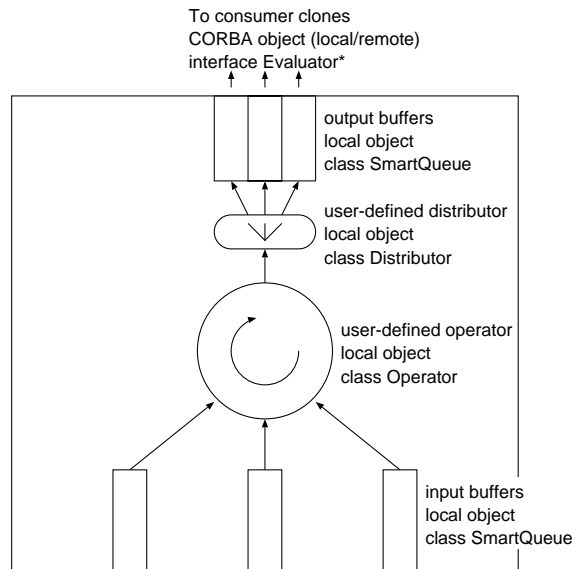 To consumer clones
CORBA object (local/remote)
interface Evaluator*
output buffers
local object
class SmartQueue
user-defined distributor
local object
class Distributor
user-defined operator
local object
class Operator
input buffers
local object
class SmartQueue